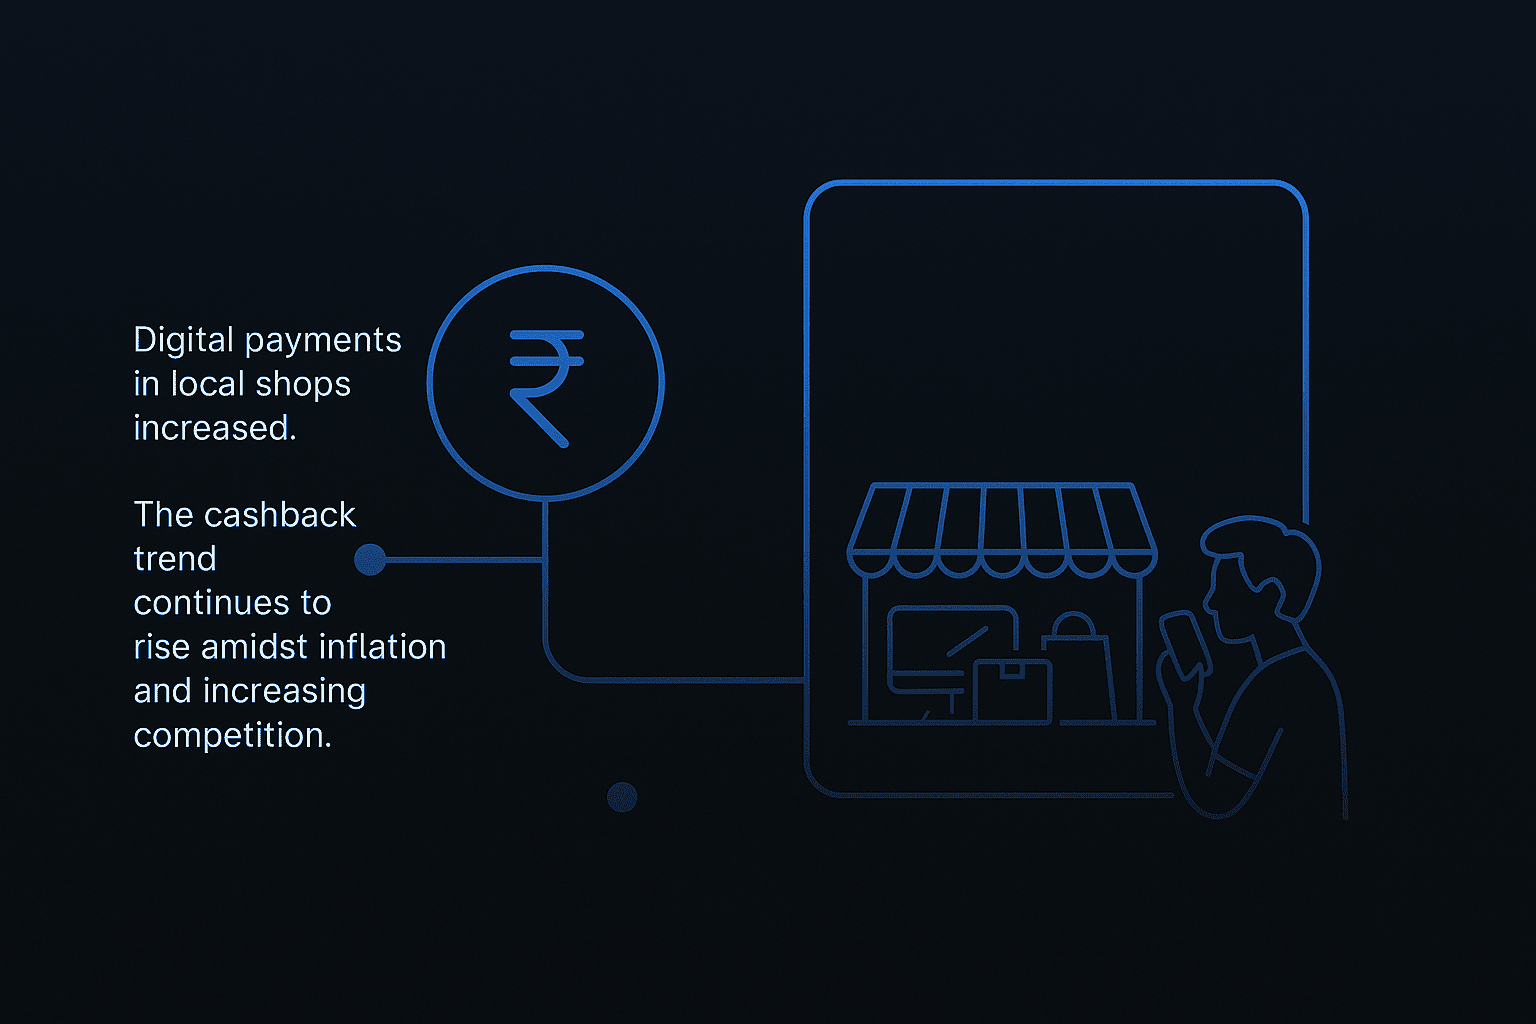 Digital payments
in local shops
increased.
The cashback
trend
continues to
rise amidst inflation
and increasing
competition.
₹